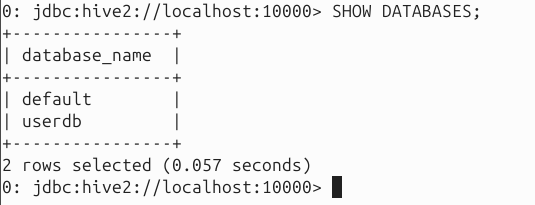 0: jdbc:hive2://localhost:10000> SHOW DATABASES;
+----------------+
| database_name  |
+----------------+
| default        |
| userdb         |
+----------------+
2 rows selected (0.057 seconds)
0: jdbc:hive2://localhost:10000>